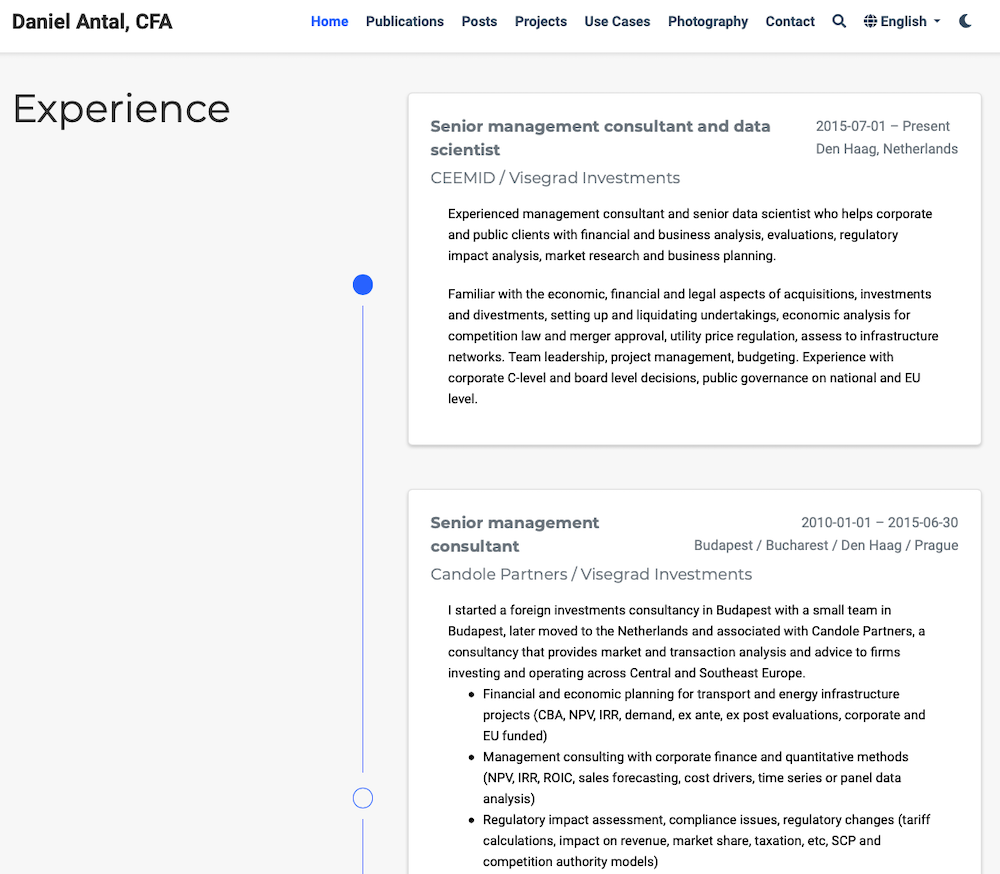 Daniel Antal, CFA
Home Publications Posts Projects Use Cases Photography Contact English
Experience
Senior management consultant and data
scientist
2015-07-01 – Present
Den Haag, Netherlands
CEEMID / Visegrad Investments
Experienced management consultant and senior data scientist who helps corporate
and public clients with financial and business analysis, evaluations, regulatory
impact analysis, market research and business planning.
Familiar with the economic, financial and legal aspects of acquisitions, investments
and divestments, setting up and liquidating undertakings, economic analysis for
competition law and merger approval, utility price regulation, assess to infrastructure
networks. Team leadership, project management, budgeting. Experience with
corporate C-level and board level decisions, public governance on national and EU
level.
Senior management
consultant
2010-01-01 – 2015-06-30
Budapest / Bucharest / Den Haag / Prague
Candole Partners / Visegrad Investments
I started a foreign investments consultancy in Budapest with a small team in
Budapest, later moved to the Netherlands and associated with Candole Partners, a
consultancy that provides market and transaction analysis and advice to firms
investing and operating across Central and Southeast Europe.
• Financial and economic planning for transport and energy infrastructure
projects (CBA, NPV, IRR, demand, ex ante, ex post evaluations, corporate and
EU funded)
• Management consulting with corporate finance and quantitative methods
(NPV, IRR, ROIC, sales forecasting, cost drivers, time series or panel data
analysis)
• Regulatory impact assessment, compliance issues, regulatory changes (tariff
calculations, impact on revenue, market share, taxation, etc, SCP and
competition authority models)